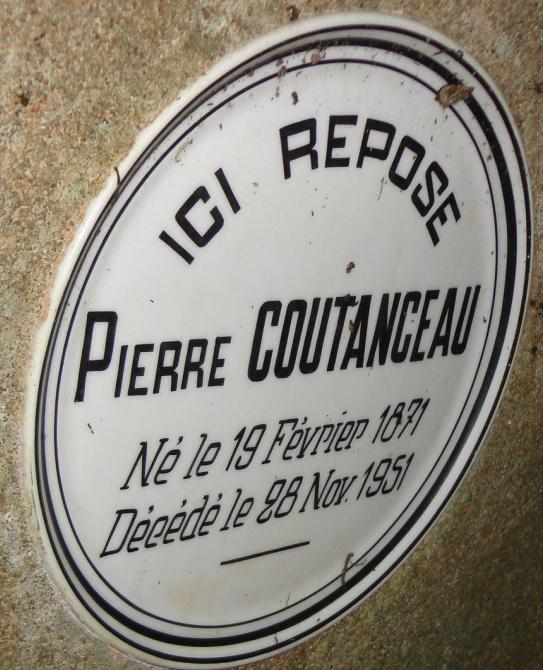 ICI REPOSE
PIERRE COUTANCEAU
Né le 19 Février 1871
Décédé le 28 Nov. 1951